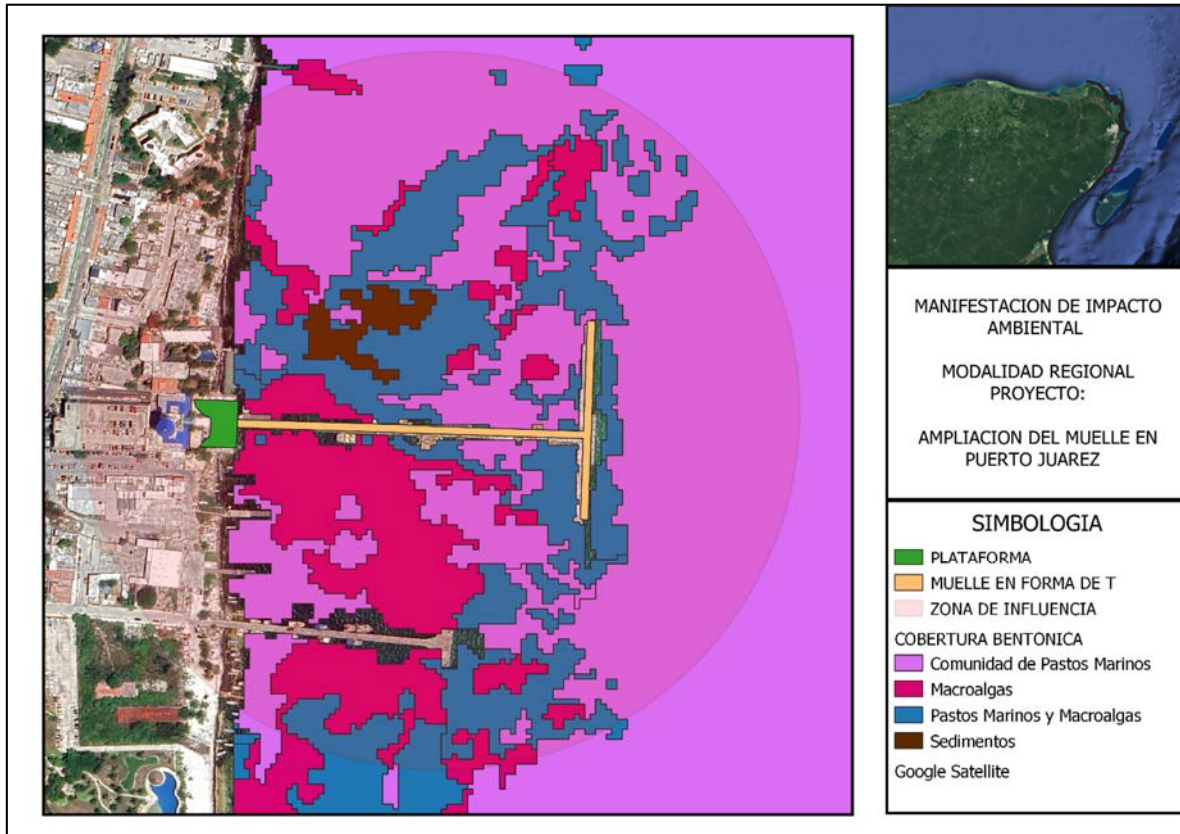 MANIFESTACION DE IMPACTO
AMBIENTAL
MODALIDAD REGIONAL
PROYECTO:
AMPLIACION DEL MUELLE EN
PUERTO JUAREZ
SIMBOLOGIA
PLATAFORMA
MUELLE EN FORMA DE T
ZONA DE INFLUENCIA
COBERTURA BENTONICA
Comunidad de Pastos Marinos
Macroalgas
Pastos Marinos y Macroalgas
Sedimentos
Google Satellite